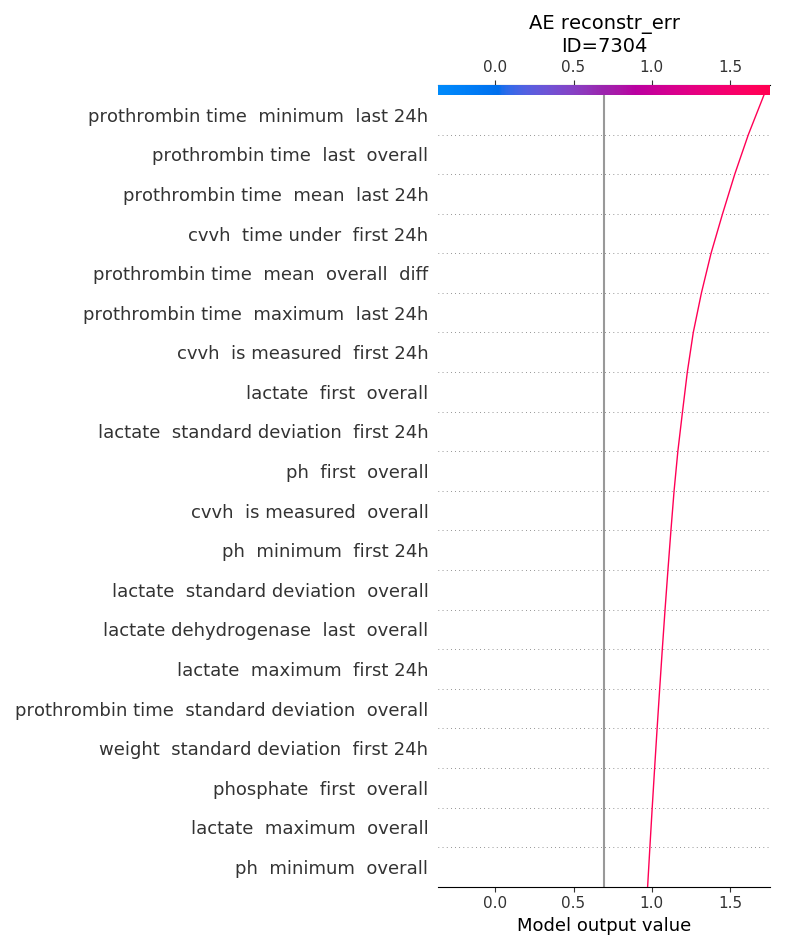 AE reconstr_err
ID=7304
0.0 0.5 1.0 1.5
prothrombin time  minimum  last 24h
prothrombin time  last  overall
prothrombin time  mean  last 24h
cvvh  time under  first 24h
prothrombin time  mean  overall  diff
prothrombin time  maximum  last 24h
cvvh  is measured  first 24h
lactate  first  overall
lactate  standard deviation  first 24h
ph  first  overall
cvvh  is measured  overall
ph  minimum  first 24h
lactate  standard deviation  overall
lactate dehydrogenase  last  overall
lactate  maximum  first 24h
prothrombin time  standard deviation  overall
weight  standard deviation  first 24h
phosphate  first  overall
lactate  maximum  overall
ph  minimum  overall
0.0 0.5 1.0 1.5
Model output value